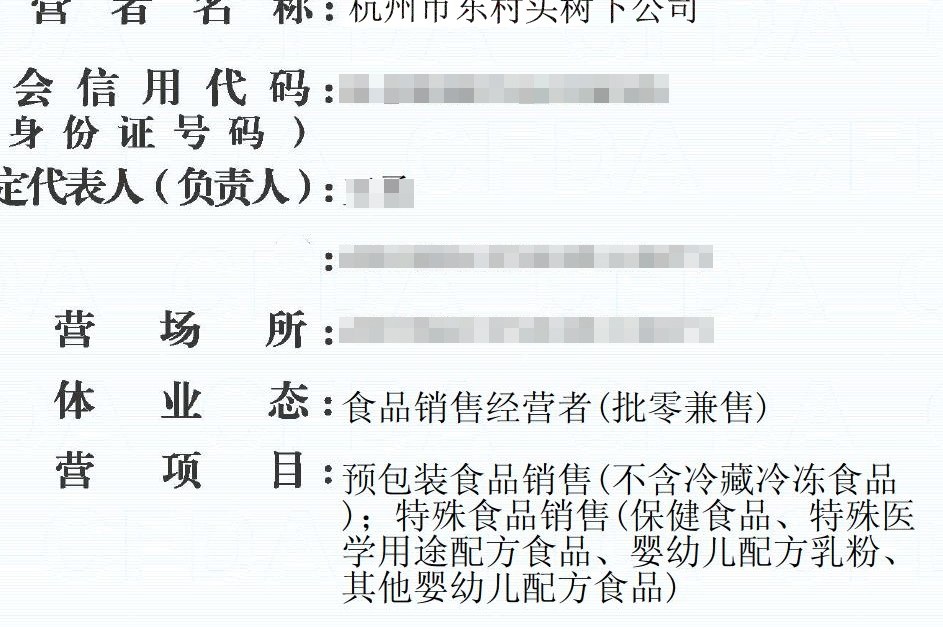 营者名称:杭州市东村头树下公司
会信用代码:
身份证号码)
定代表人(负责人):
:
营场所:
体业态:食品销售经营者(批零兼售)
营项目:预包装食品销售(不含冷藏冷冻食品
);特殊食品销售(保健食品、特殊医
学用途配方食品、婴幼儿配方乳粉、
其他婴幼儿配方食品)